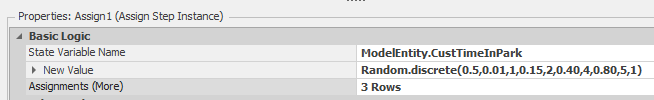 Properties: Assign1 (Assign Step Instance)
Basic Logic
State Variable Name ModelEntity.CustTimeInPark
New Value Random.discrete(0.5,0.01,1,0.15,2,0.40,4,0.80,5,1)
Assignments (More) 3 Rows